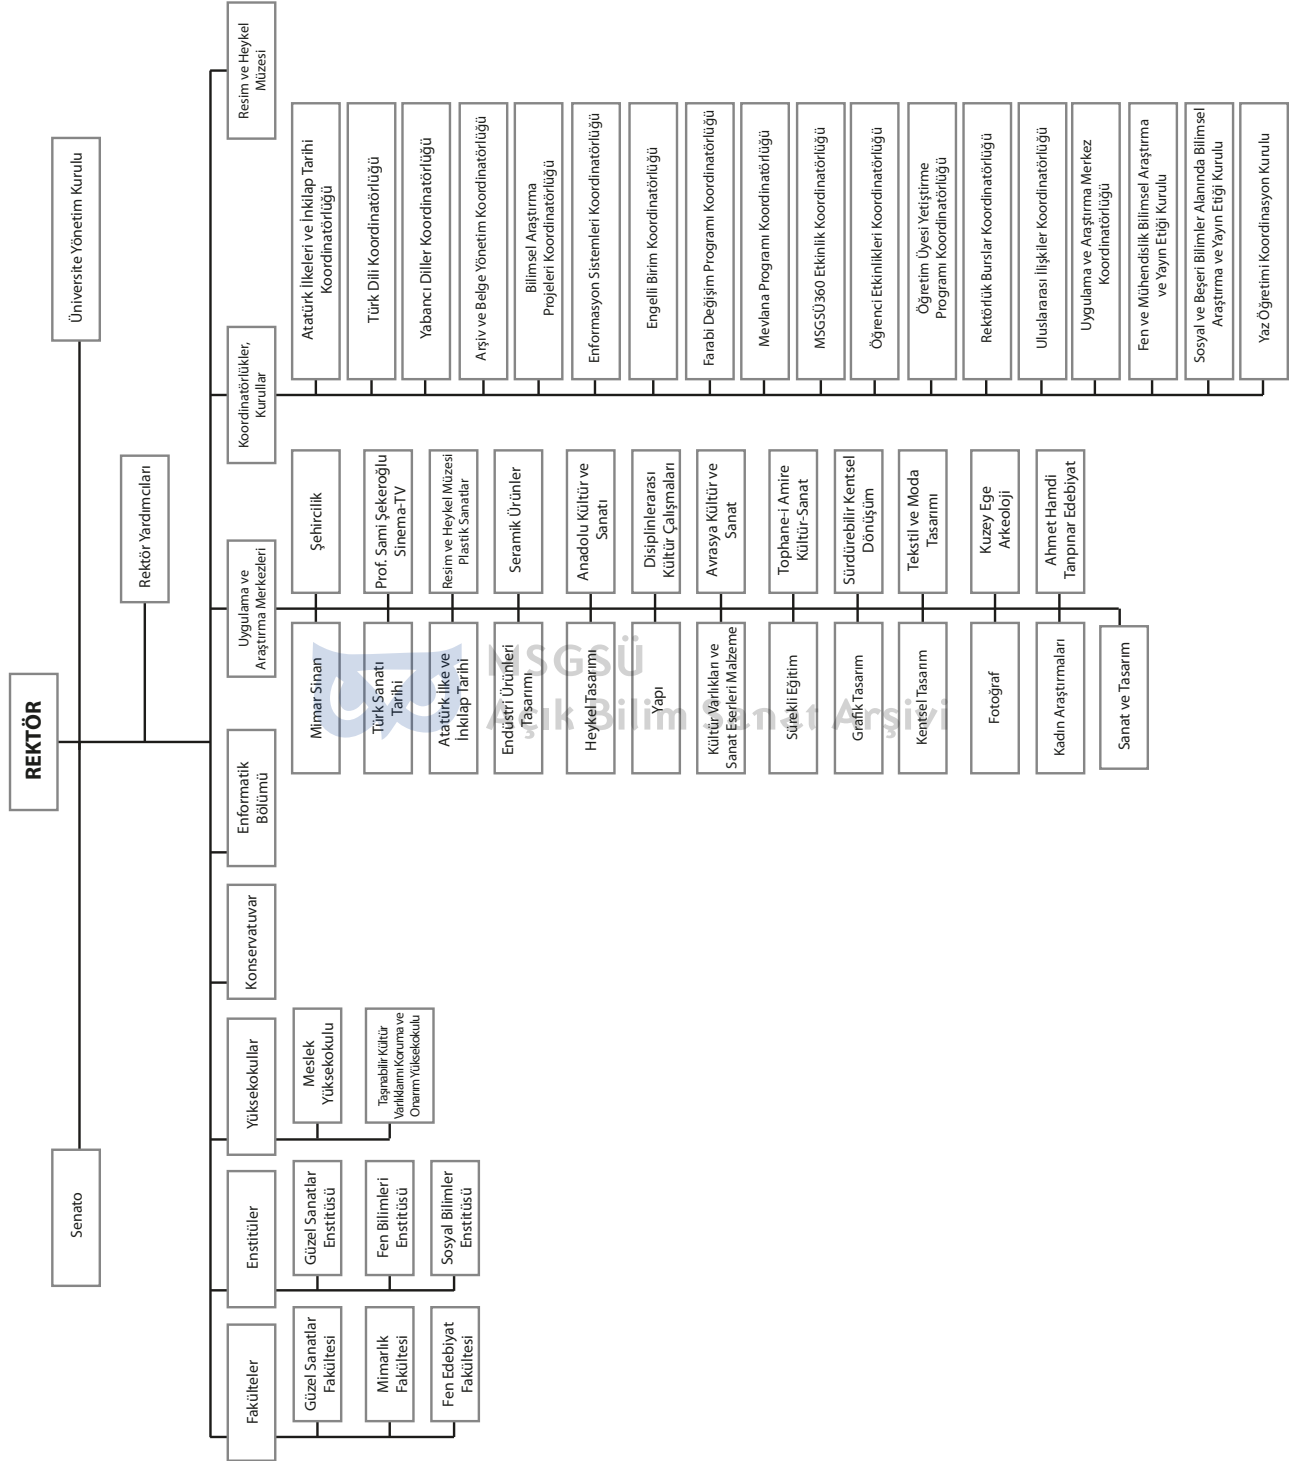 REKTÖR
Senato
Üniversite Yönetim Kurulu
Rektör Yardımcıları
Fakülteler
Güzel Sanatlar
Fakültesi
Mimarlık
Fakültesi
Fen Edebiyat
Fakültesi
Enstitüler
Güzel Sanatlar
Enstitüsü
Fen Bilimleri
Enstitüsü
Sosyal Bilimler
Enstitüsü
Yüksekokullar
Meslek
Yüksekokulu
Taşınabilir Kültür
Varlıklarını Koruma ve
Onarım Yüksekokulu
Konservatuvar
Enformatik
Bölümü
Uygulama ve
Araştırma Merkezleri
Mimar Sinan
Şehircilik
Türk Sanatı
Tarihi
Prof. Sami Şekeroğlu
Sinema-TV
Atatürk İlke ve
İnkılap Tarihi
Resim ve Heykel Müzesi
Plastik Sanatlar
Endüstri Ürünleri
Tasarımı
Seramik Ürünler
Heykel Tasarımı
Anadolu Kültür ve
Sanatı
Yapı
Disiplinlerarası
Kültür Çalışmaları
Kültür Varlıkları ve
Sanat Eserleri Malzeme
Avrasya Kültür ve
Sanat
Sürekli Eğitim
Tophane-i Amire
Kültür-Sanat
Grafik Tasarım
Sürdürebilir Kentsel
Dönüşüm
Kentsel Tasarım
Tekstil ve Moda
Tasarımı
Fotoğraf
Kuzey Ege
Arkeoloji
Kadın Araştırmaları
Ahmet Hamdi
Tanpınar Edebiyat
Sanat ve Tasarım
Koordinatörlükler,
Kurullar
Atatürk İlkeleri ve İnkilap Tarihi
Koordinatörlüğü
Türk Dili Koordinatörlüğü
Yabancı Diller Koordinatörlüğü
Arşiv ve Belge Yönetim Koordinatörlüğü
Bilimsel Araştırma
Projeleri Koordinatörlüğü
Enformasyon Sistemleri Koordinatörlüğü
Engelli Birim Koordinatörlüğü
Farabi Değişim Programı Koordinatörlüğü
Mevlana Programı Koordinatörlüğü
MSGSÜ360 Etkinlik Koordinatörlüğü
Öğrenci Etkinlikleri Koordinatörlüğü
Öğretim Üyesi Yetiştirme
Programı Koordinatörlüğü
Rektörlük Burslar Koordinatörlüğü
Uluslararası İlişkiler Koordinatörlüğü
Uygulama ve Araştırma Merkez
Koordinatörlüğü
Fen ve Mühendislik Bilimsel Araştırma
ve Yayın Etiği Kurulu
Sosyal ve Beşeri Bilimler Alanında Bilimsel
Araştırma ve Yayın Etiği Kurulu
Yaz Öğretimi Koordinasyon Kurulu
Resim ve Heykel
Müzesi
MSGSÜ
Açık Bilim Sanat Arşivi